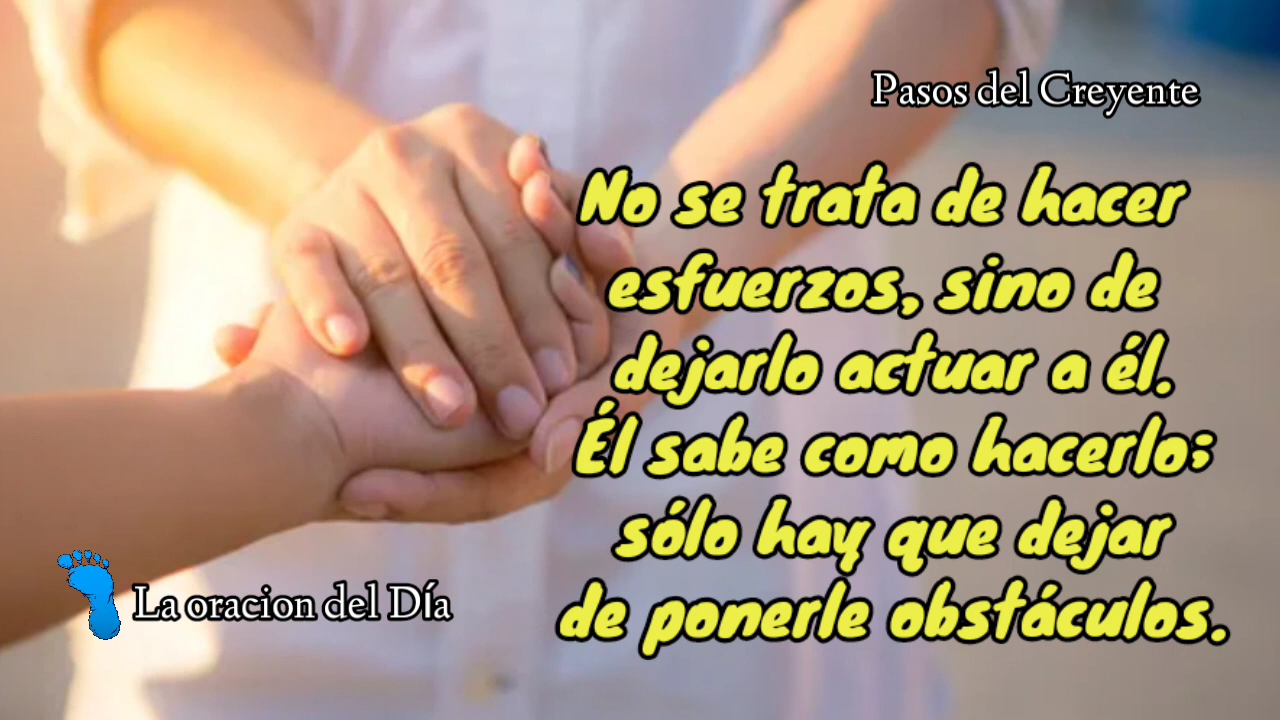 Pasos del Creyente
No se trata de hacer
esfuerzos, sino de
dejarlo actuar a él.
Él sabe como hacerlo;
sólo hay que dejar
de ponerle obstáculos.
La oracion del Día